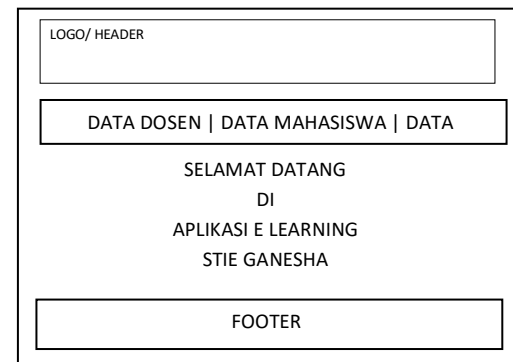 LOGO/ HEADER
DATA DOSEN | DATA MAHASISWA | DATA
SELAMAT DATANG
DI
APLIKASI E LEARNING
STIE GANESHA
FOOTER